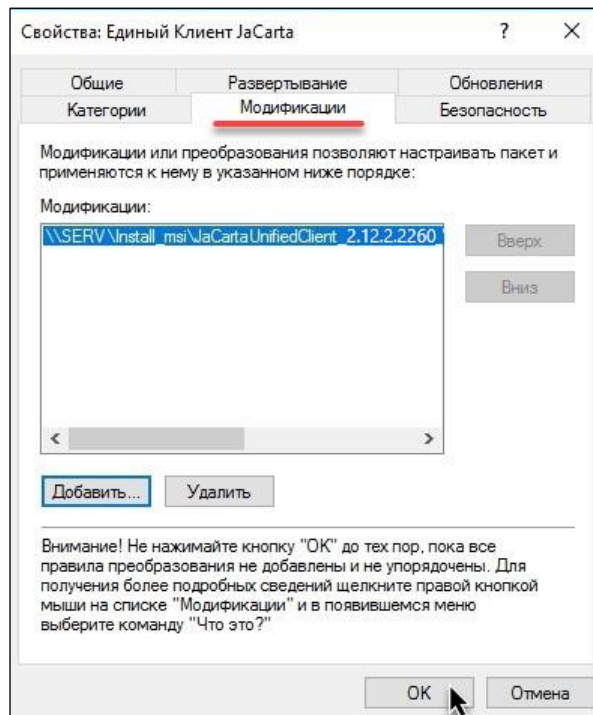 Свойства: Единый Клиент JaCarta ? ✕
Общие Развертывание Обновления
Категории Модификации Безопасность
Модификации или преобразования позволяют настраивать пакет и
применяются к нему в указанном ниже порядке:
Модификации:
\\SERV\Install_msi\JaCartaUnifiedClient_2.12.2.2260_
Вверх
Вниз
Добавить... Удалить
Внимание! Не нажимайте кнопку "ОК" до тех пор, пока все
правила преобразования не добавлены и не упорядочены. Для
получения более подробных сведений щелкните правой кнопкой
мыши на списке "Модификации" и в появившемся меню
выберите команду "Что это?"
ОК Отмена